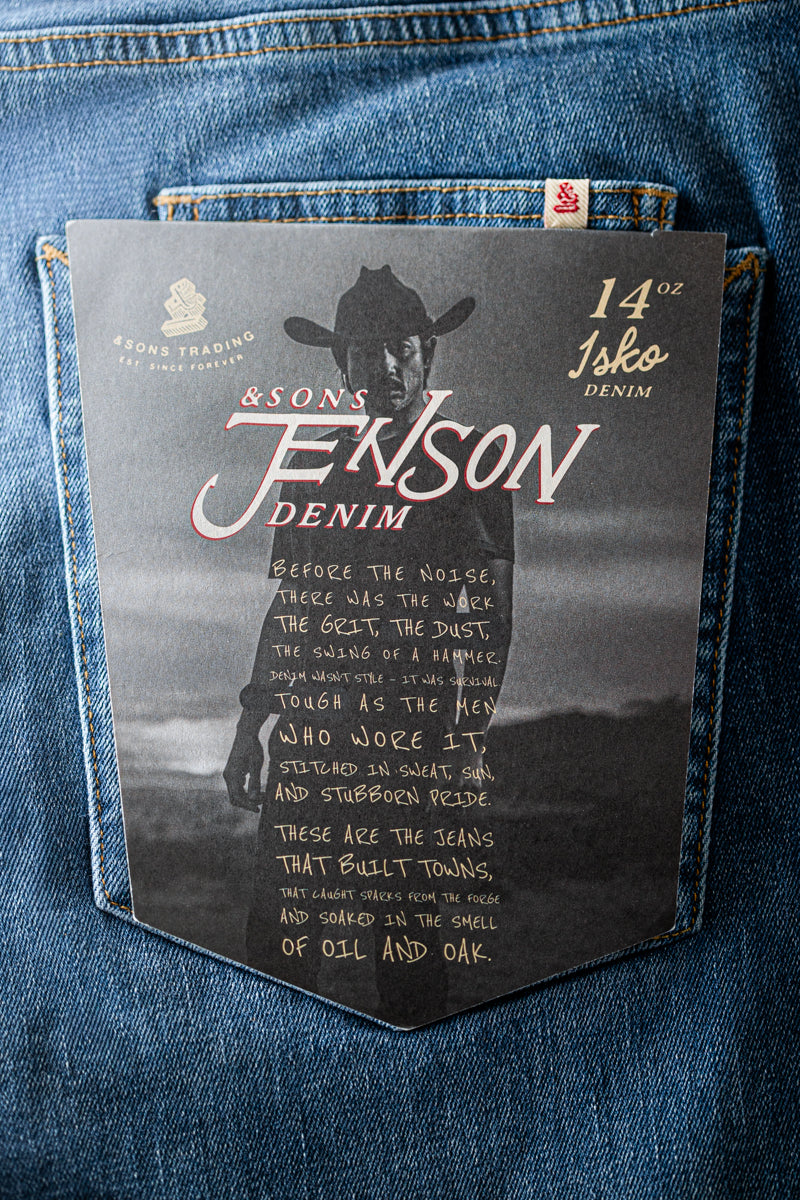 &SONS TRADING
EST. SINCE FOREVER
14 OZ
Isko
DENIM
&SONS
JENSON
DENIM
BEFORE THE NOISE,
THERE WAS THE WORK
THE GRIT, THE DUST,
THE SWING OF A HAMMER.
DENIM WASN'T STYLE – IT WAS SURVIVAL
TOUGH AS THE MEN
WHO WORE IT,
STITCHED IN SWEAT, SUN,
AND STUBBORN PRIDE.
THESE ARE THE JEANS
THAT BUILT TOWNS,
THAT CAUGHT SPARKS FROM THE FORGE
AND SOAKED IN THE SMELL
OF OIL AND OAK.